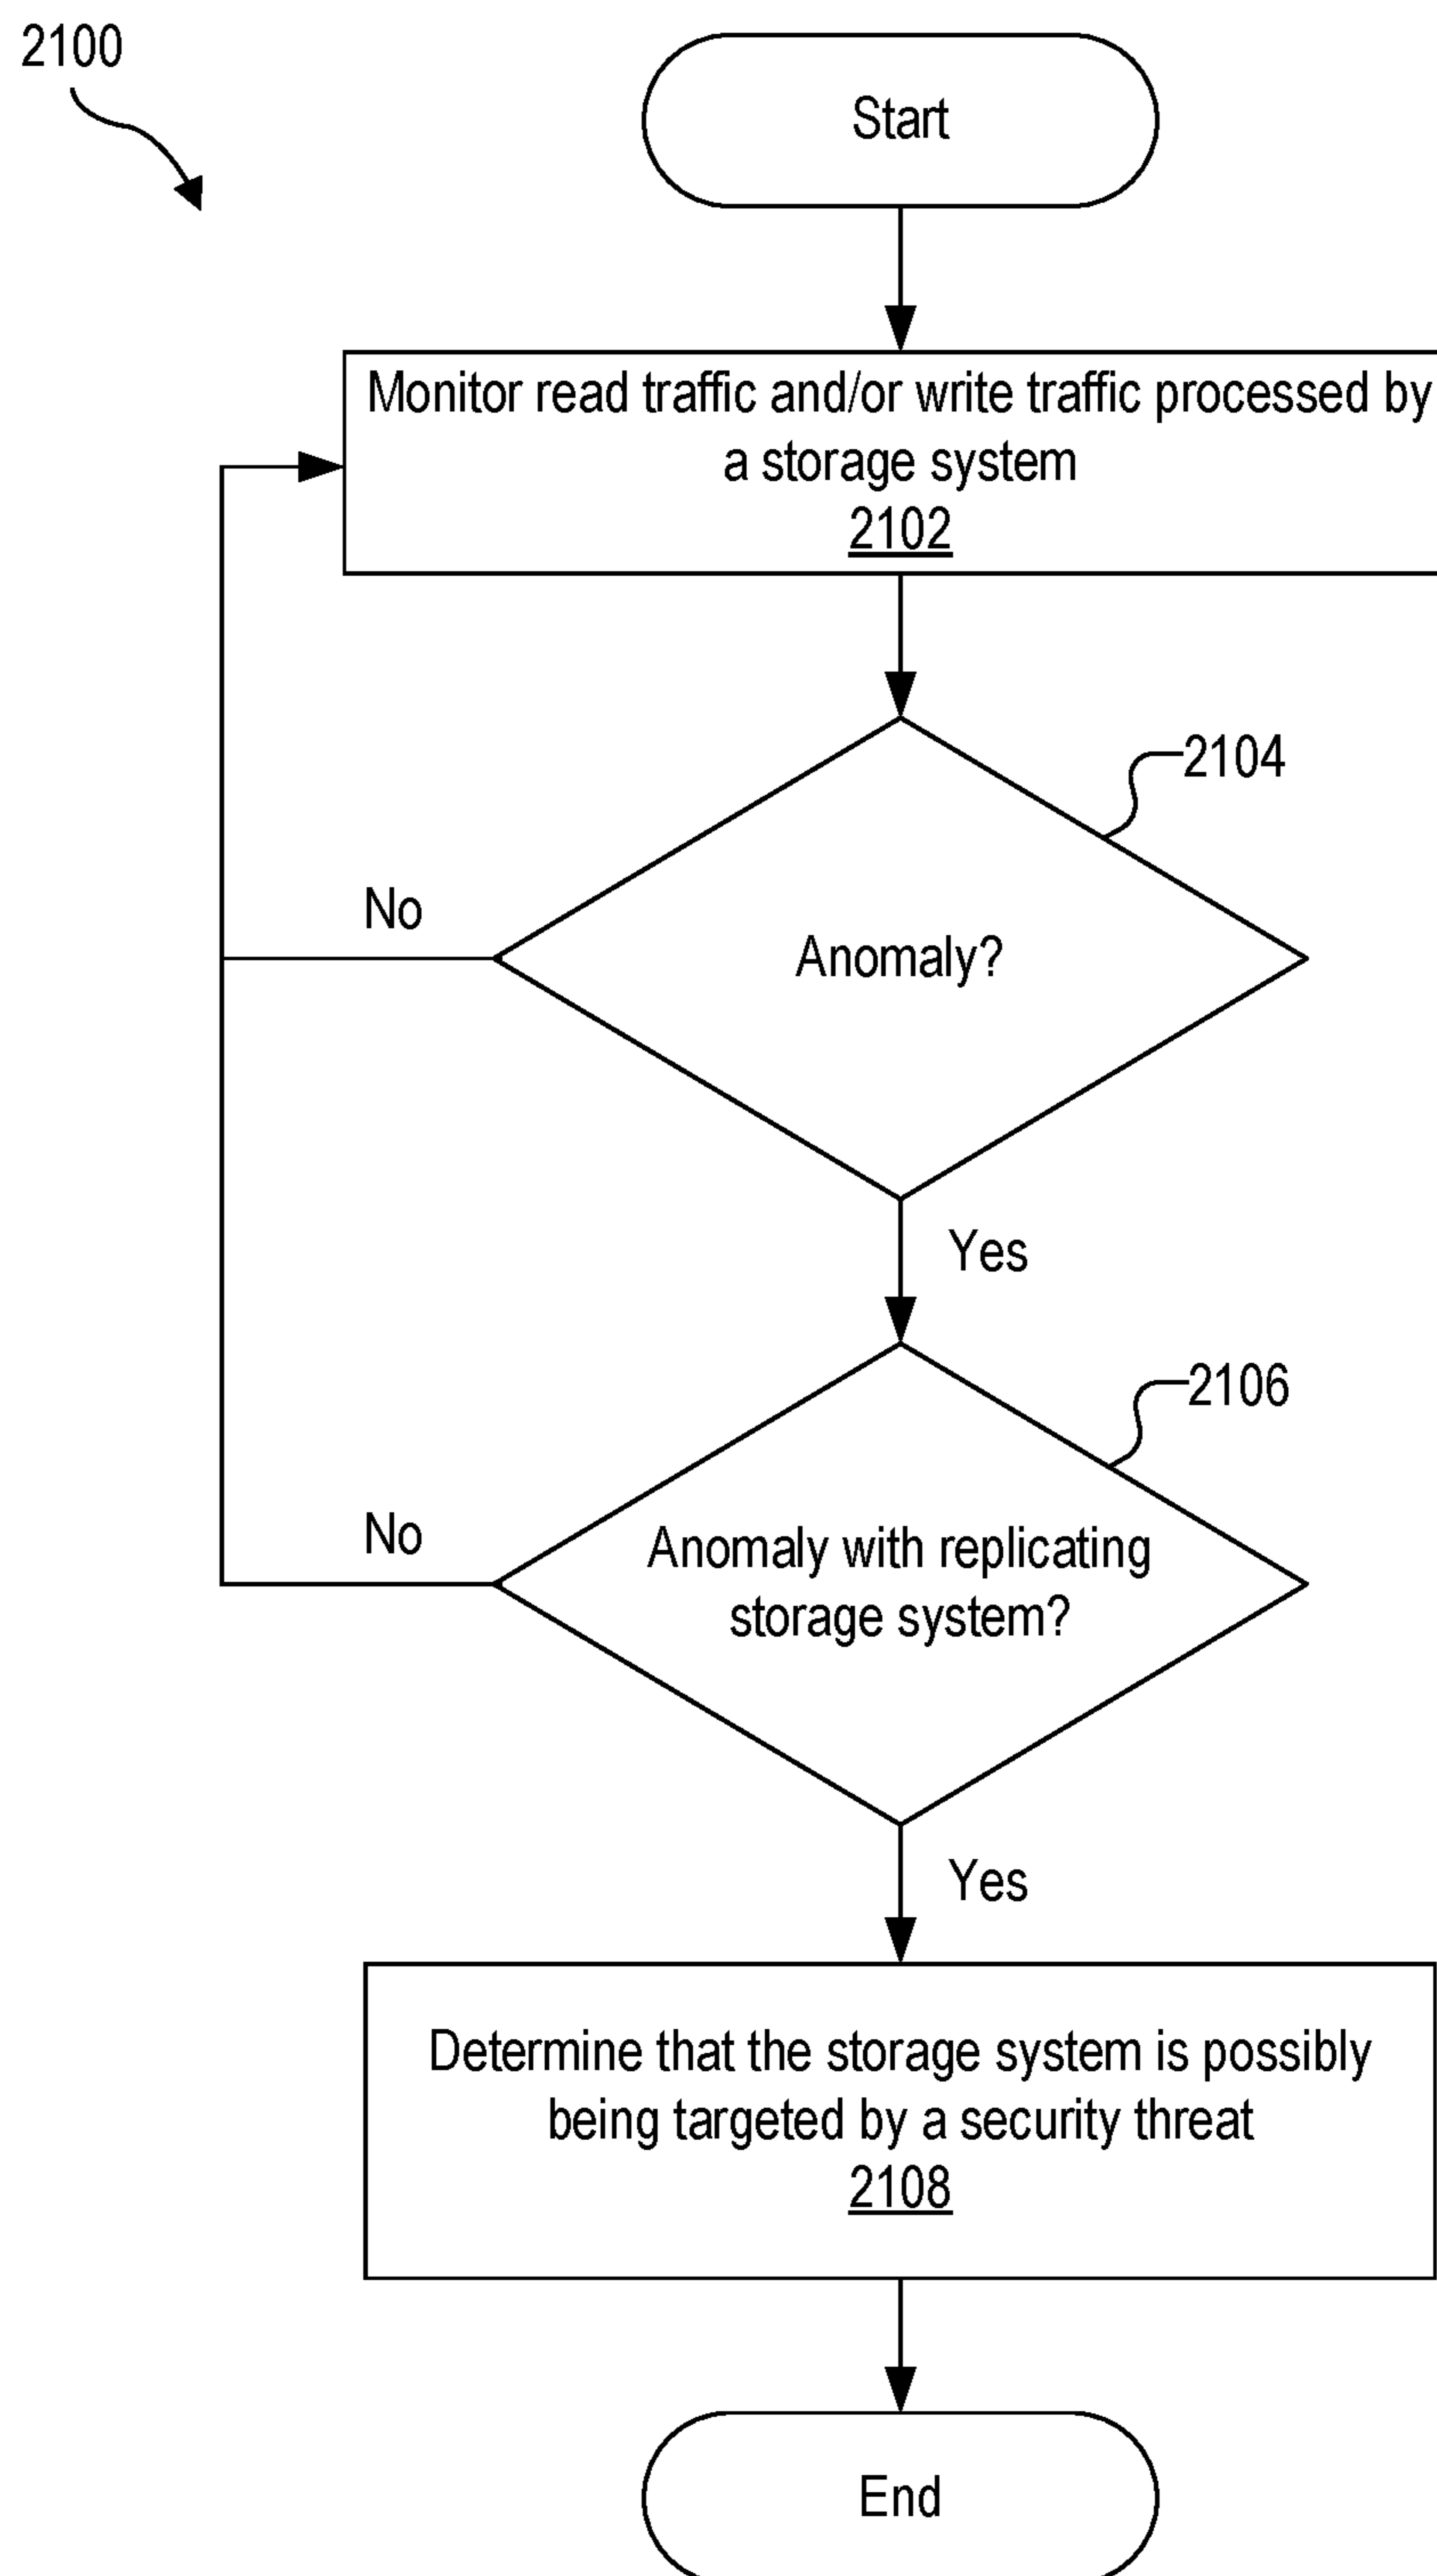 2100
Start
Monitor read traffic and/or write traffic processed by
a storage system
2102
2104
No
Anomaly?
Yes
2106
No
Anomaly with replicating
storage system?
Yes
Determine that the storage system is possibly
being targeted by a security threat
2108
End